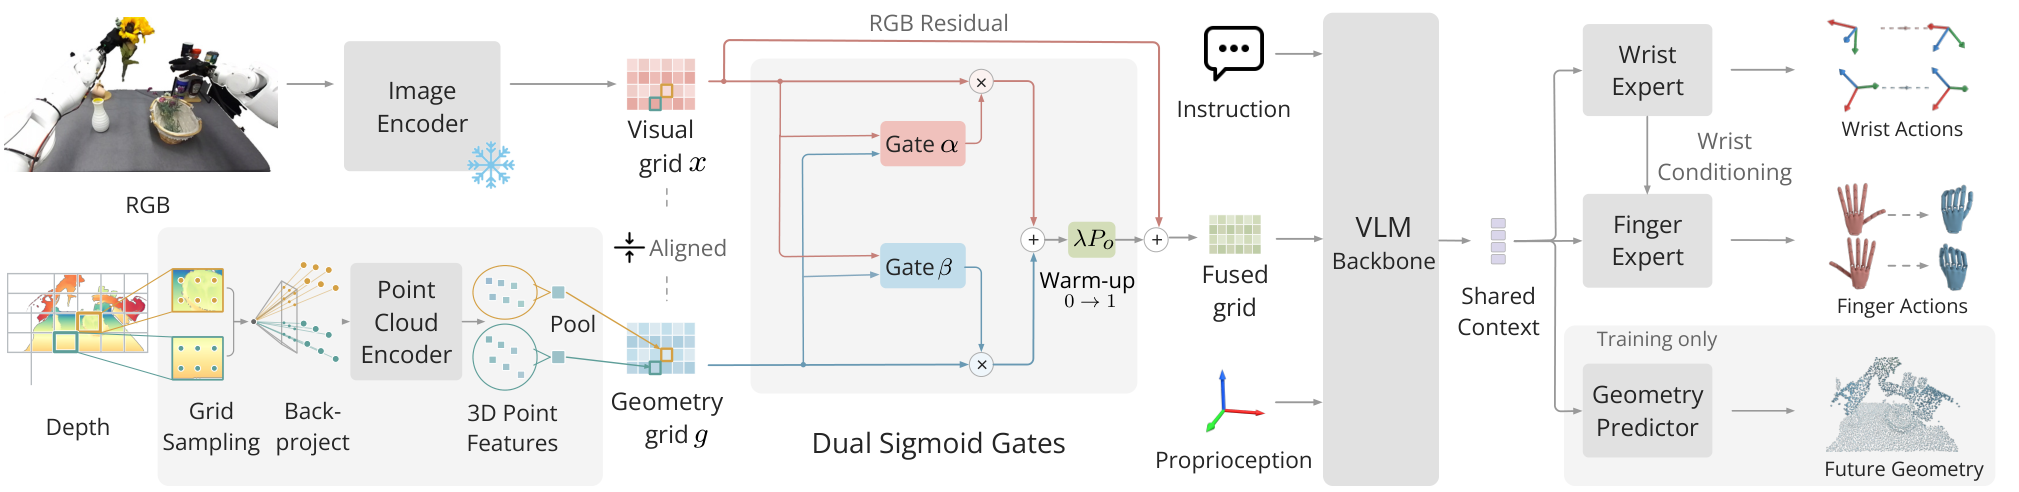 RGB
Image
Encoder
Visual
grid x
Aligned
Depth
Grid
Sampling
Back-
project
Point
Cloud
Encoder
3D Point
Features
Pool
Geometry
grid g
RGB Residual
Gate α
Gate β
×
×
+
λPₒ
+
Warm-up
0 → 1
Dual Sigmoid Gates
Fused
grid
Instruction
Proprioception
VLM
Backbone
Shared
Context
Wrist
Expert
Wrist
Conditioning
Finger
Expert
Training only
Geometry
Predictor
Wrist Actions
Finger Actions
Future Geometry